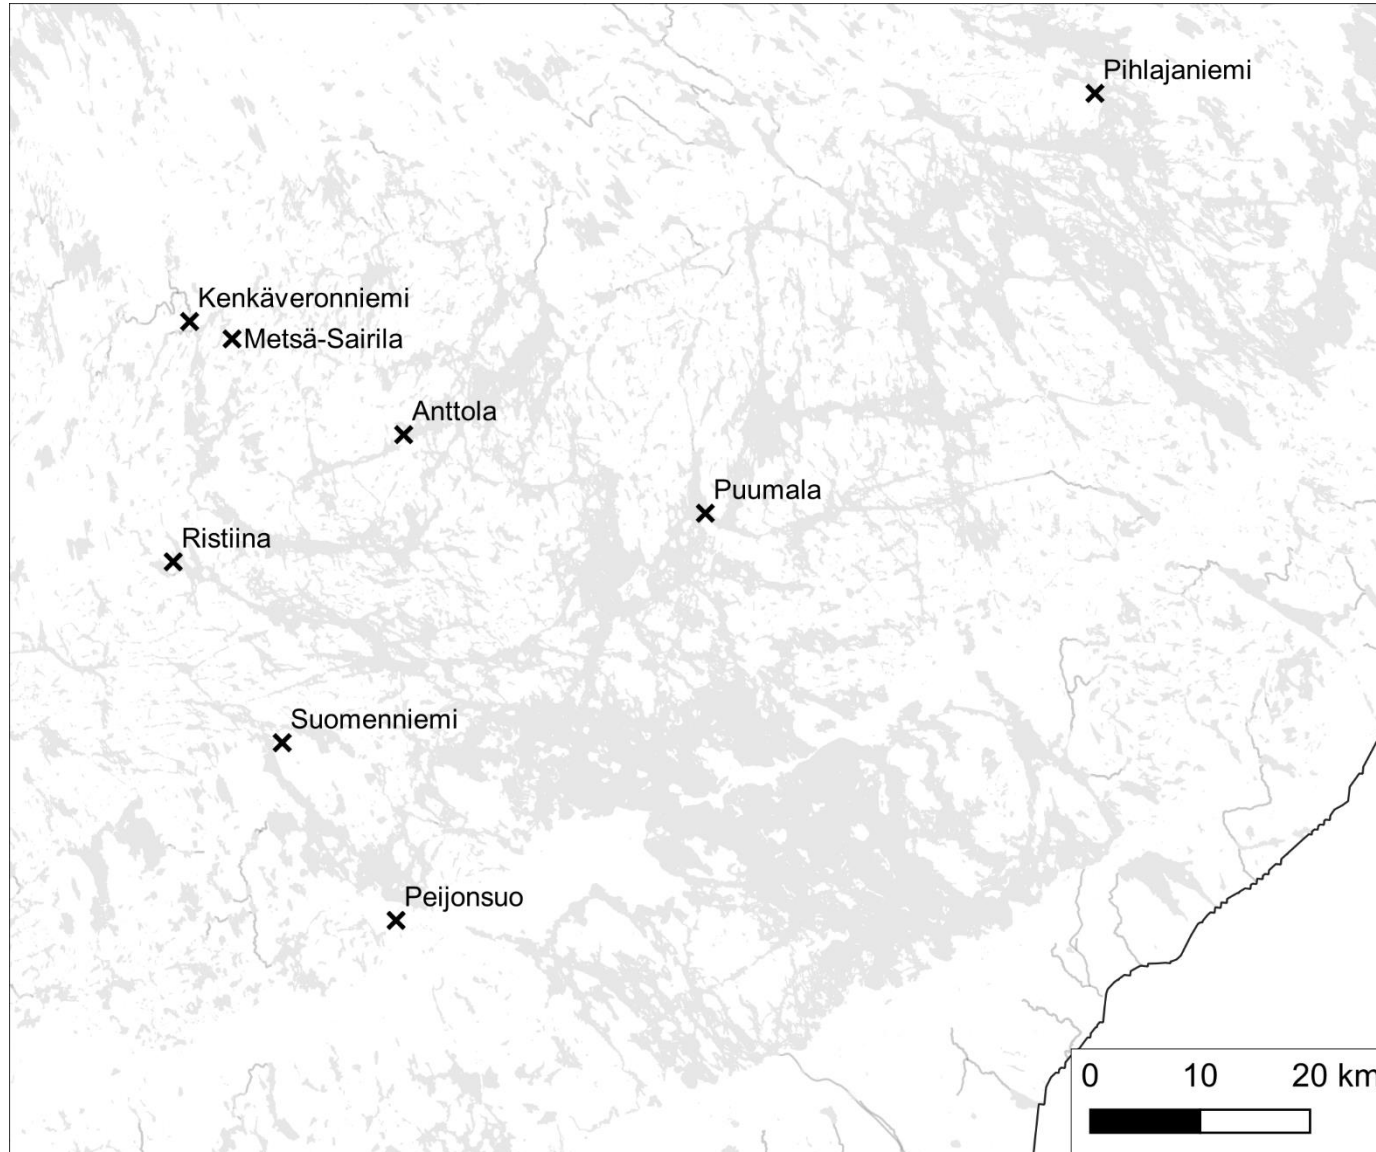 Pihlajaniemi
Kenkäveronniemi
Metsä-Sairila
Anttola
Puumala
Ristiina
Suomenniemi
Peijonsuo
0 10 20 km